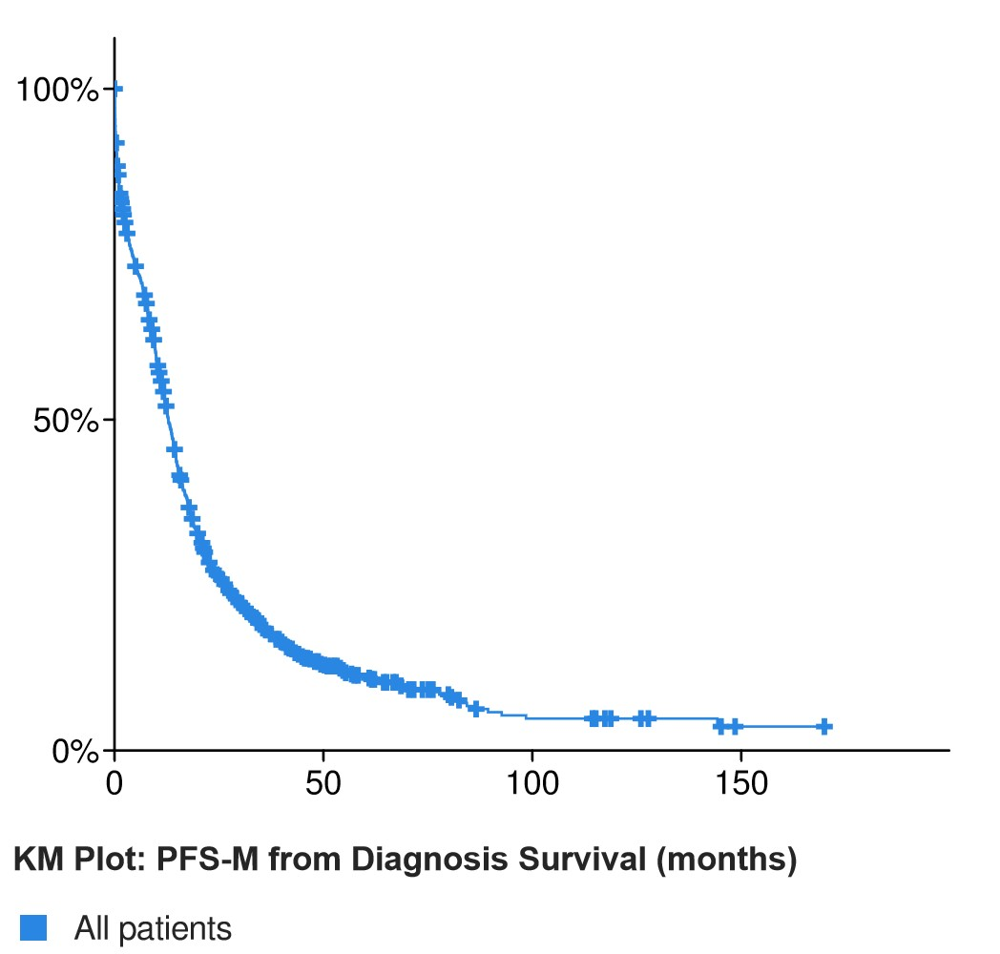 100%
50%
0%
0 50 100 150
KM Plot: PFS-M from Diagnosis Survival (months)
All patients